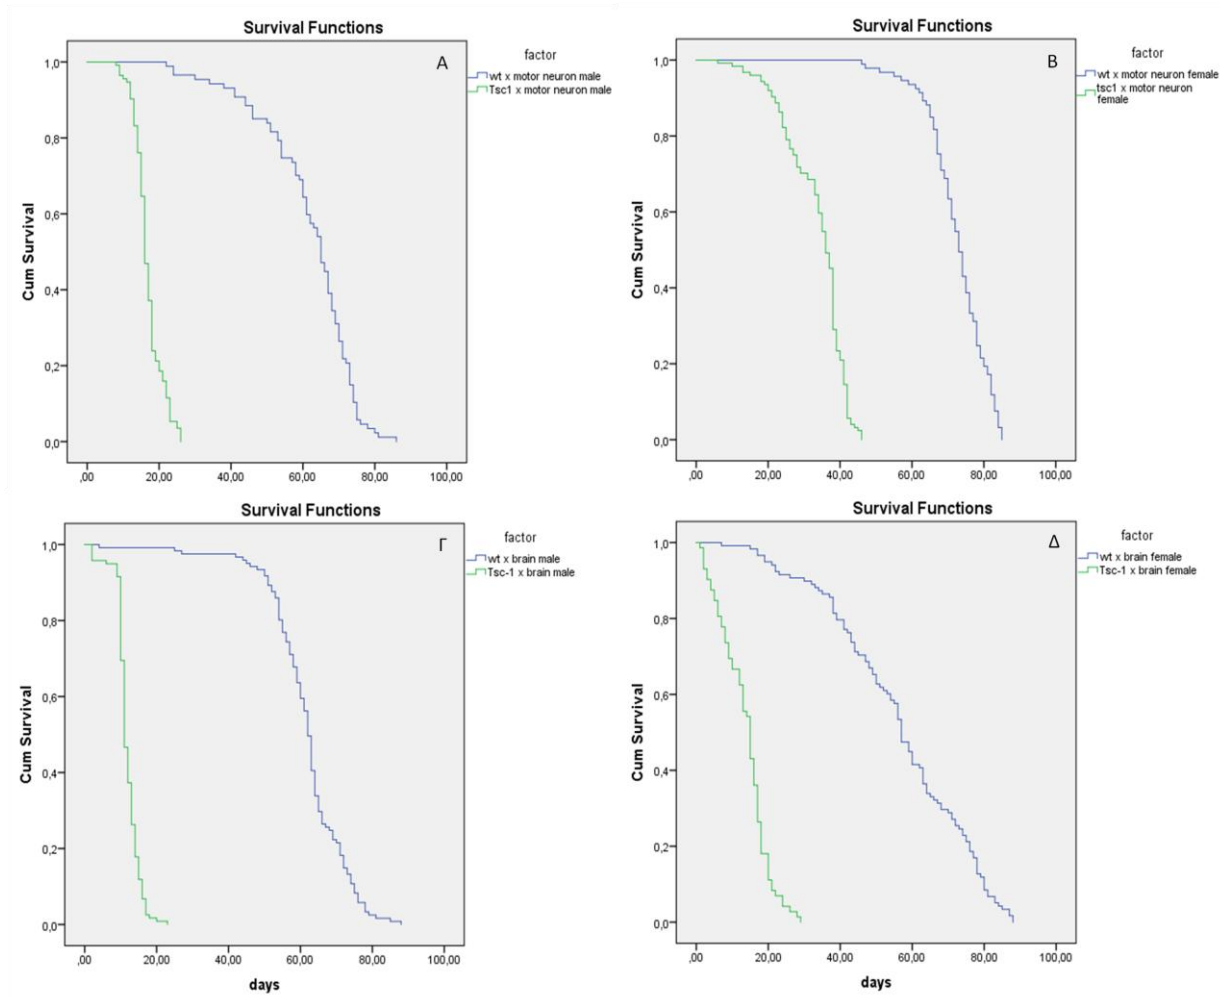 Survival Functions
A
factor
wt x motor neuron male
Tsc1 x motor neuron male
Cum Survival
1,0
0,8
0,6
0,4
0,2
0,0
,00 20,00 40,00 60,00 80,00 100,00
Survival Functions
B
factor
wt x motor neuron female
tsc1 x motor neuron
female
Cum Survival
1,0
0,8
0,6
0,4
0,2
0,0
,00 20,00 40,00 60,00 80,00 100,00
Survival Functions
Γ
factor
wt x brain male
Tsc-1 x brain male
Cum Survival
1,0
0,8
0,6
0,4
0,2
0,0
,00 20,00 40,00 60,00 80,00 100,00
days
Survival Functions
Δ
factor
wt x brain female
Tsc-1 x brain female
Cum Survival
1,0
0,8
0,6
0,4
0,2
0,0
,00 20,00 40,00 60,00 80,00 100,00
days